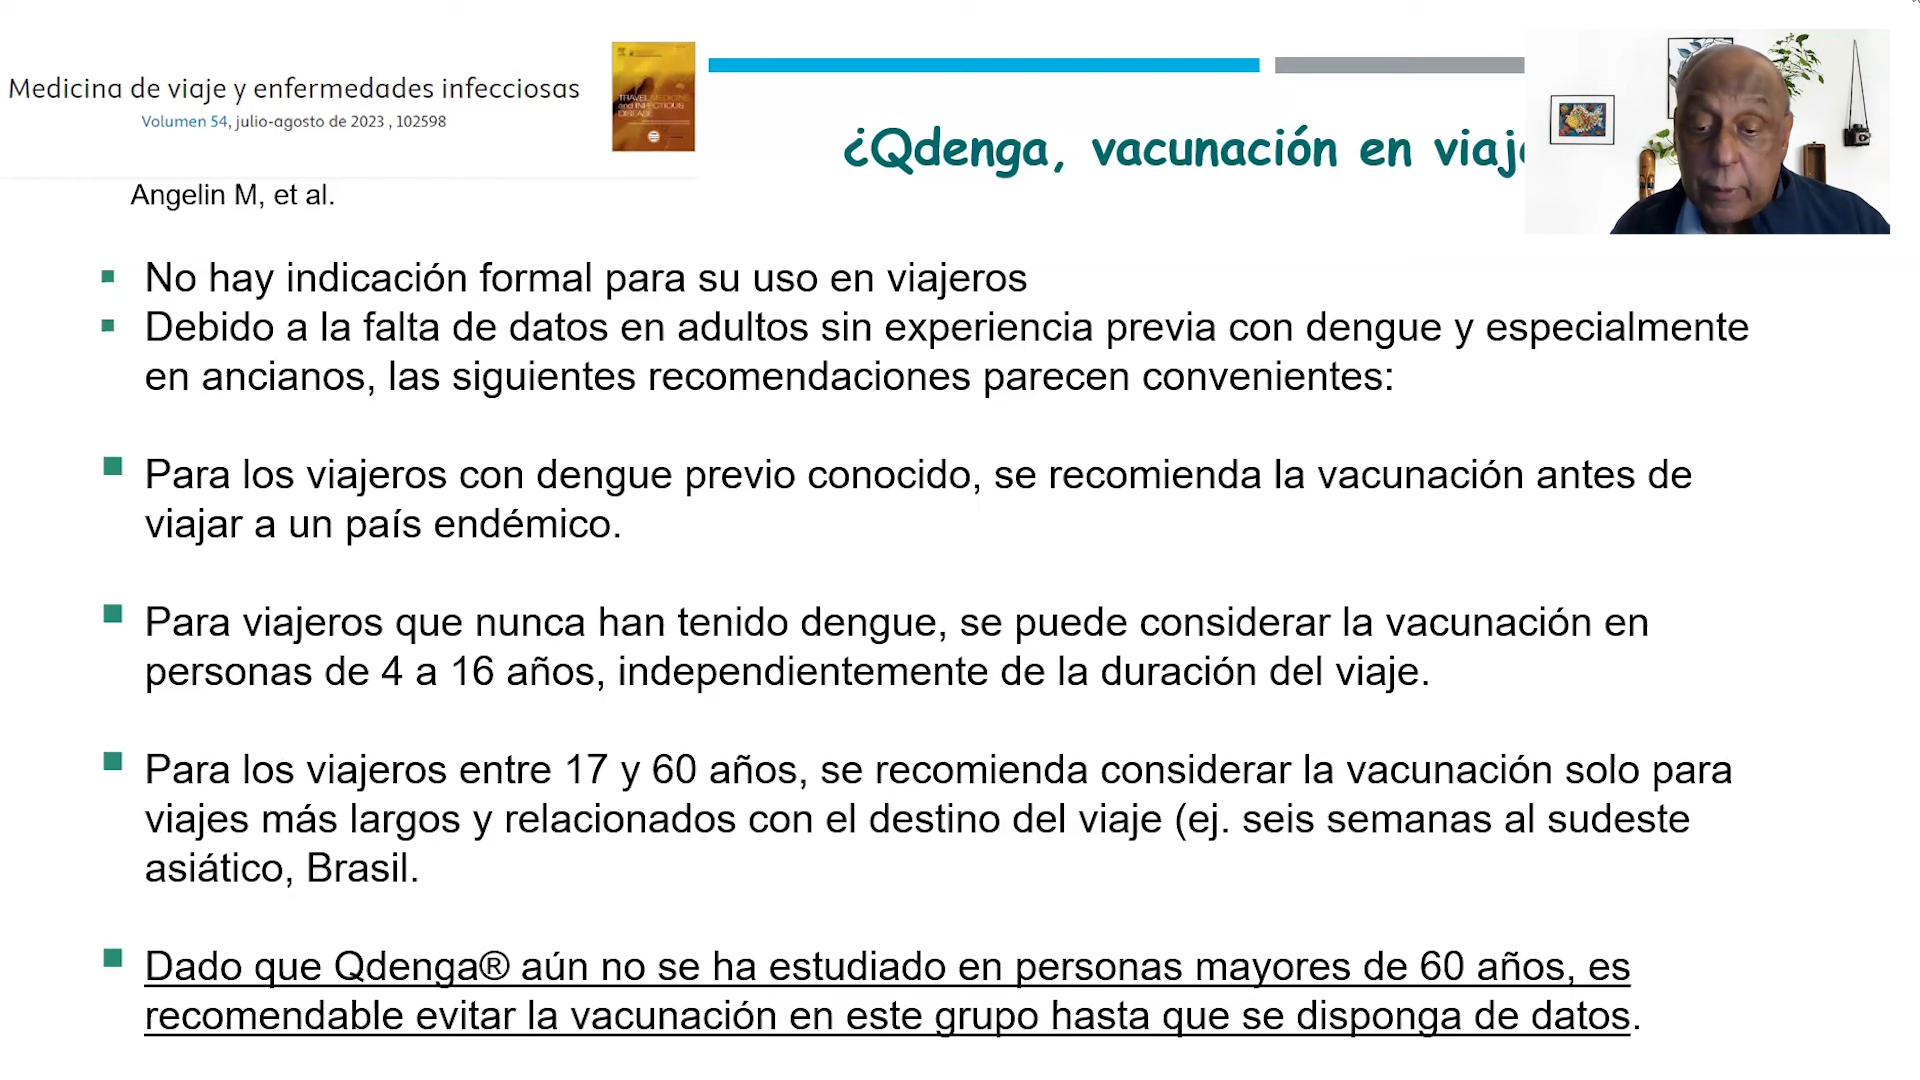 Medicina de viaje y enfermedades infecciosas
Volumen 54, julio-agosto de 2023 , 102598
TRAVEL MEDICINE
and INFECTIOUS
DISEASE
Angelin M, et al.
¿Qdenga, vacunación en viaj
▪ No hay indicación formal para su uso en viajeros
▪ Debido a la falta de datos en adultos sin experiencia previa con dengue y especialmente
en ancianos, las siguientes recomendaciones parecen convenientes:
▪ Para los viajeros con dengue previo conocido, se recomienda la vacunación antes de
viajar a un país endémico.
▪ Para viajeros que nunca han tenido dengue, se puede considerar la vacunación en
personas de 4 a 16 años, independientemente de la duración del viaje.
▪ Para los viajeros entre 17 y 60 años, se recomienda considerar la vacunación solo para
viajes más largos y relacionados con el destino del viaje (ej. seis semanas al sudeste
asiático, Brasil.
▪ Dado que Qdenga® aún no se ha estudiado en personas mayores de 60 años, es
recomendable evitar la vacunación en este grupo hasta que se disponga de datos.